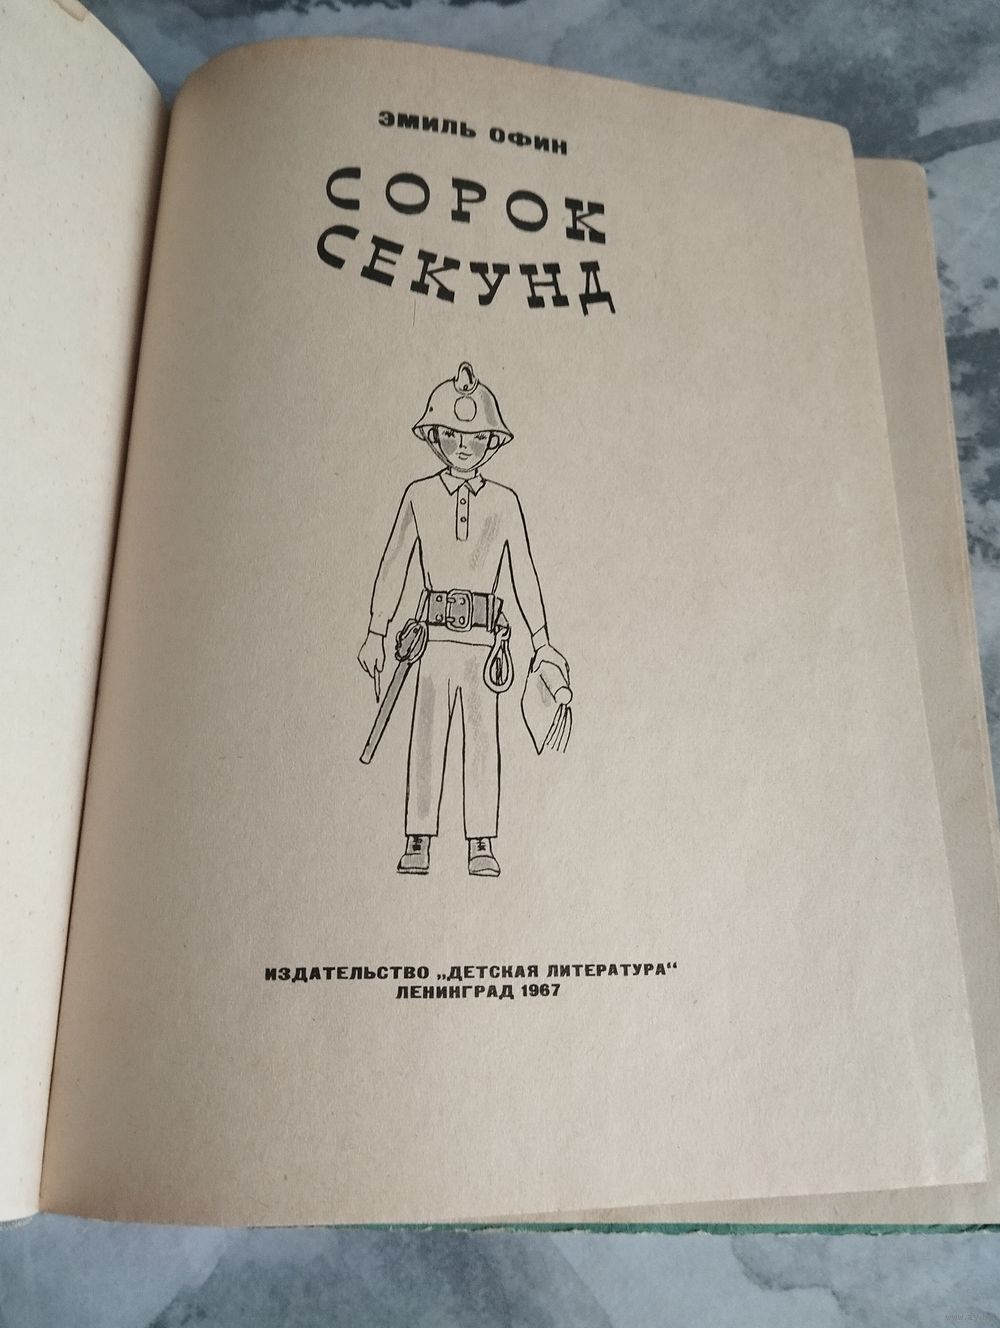 ЭМИЛЬ ОФИН
СОРОК
СЕКУНД
ИЗДАТЕЛЬСТВО „ДЕТСКАЯ ЛИТЕРАТУРА“
ЛЕНИНГРАД 1967